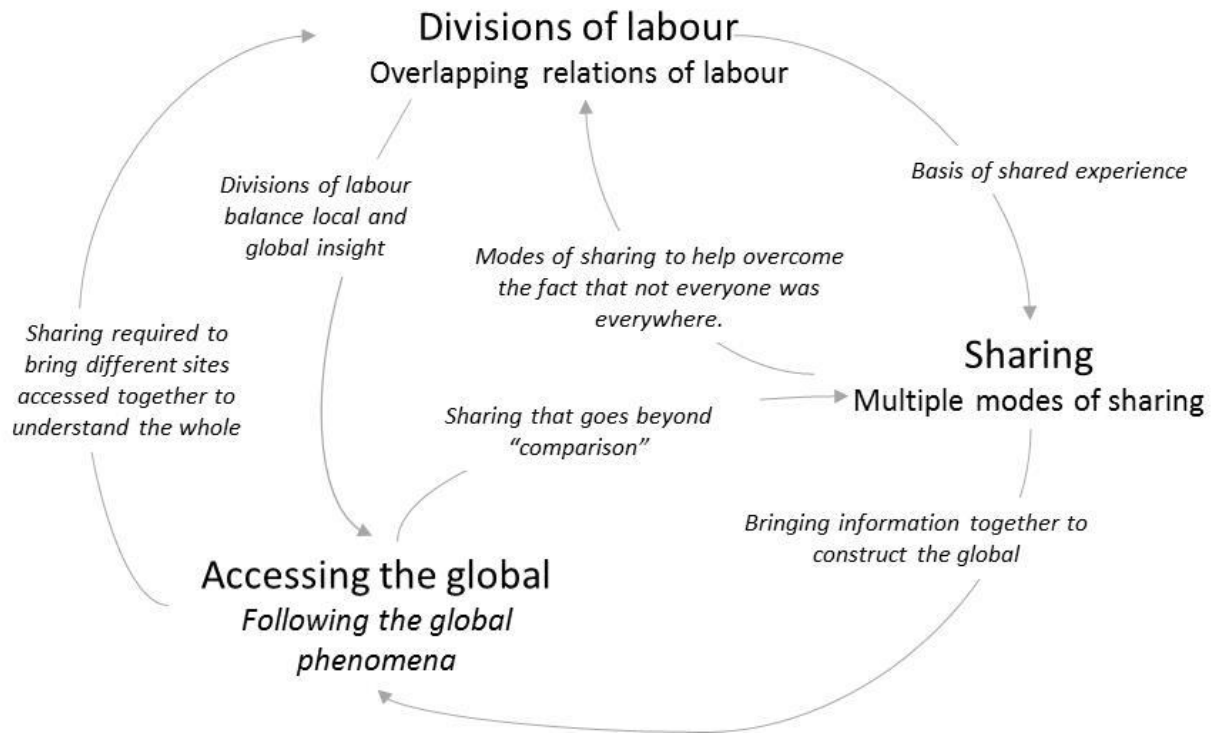 Divisions of labour
Overlapping relations of labour
Basis of shared experience
Divisions of labour
balance local and
global insight
Modes of sharing to help overcome
the fact that not everyone was
everywhere.
Sharing required to
bring different sites
accessed together to
understand the whole
Sharing
Multiple modes of sharing
Sharing that goes beyond
“comparison”
Bringing information together to
construct the global
Accessing the global
Following the global
phenomena